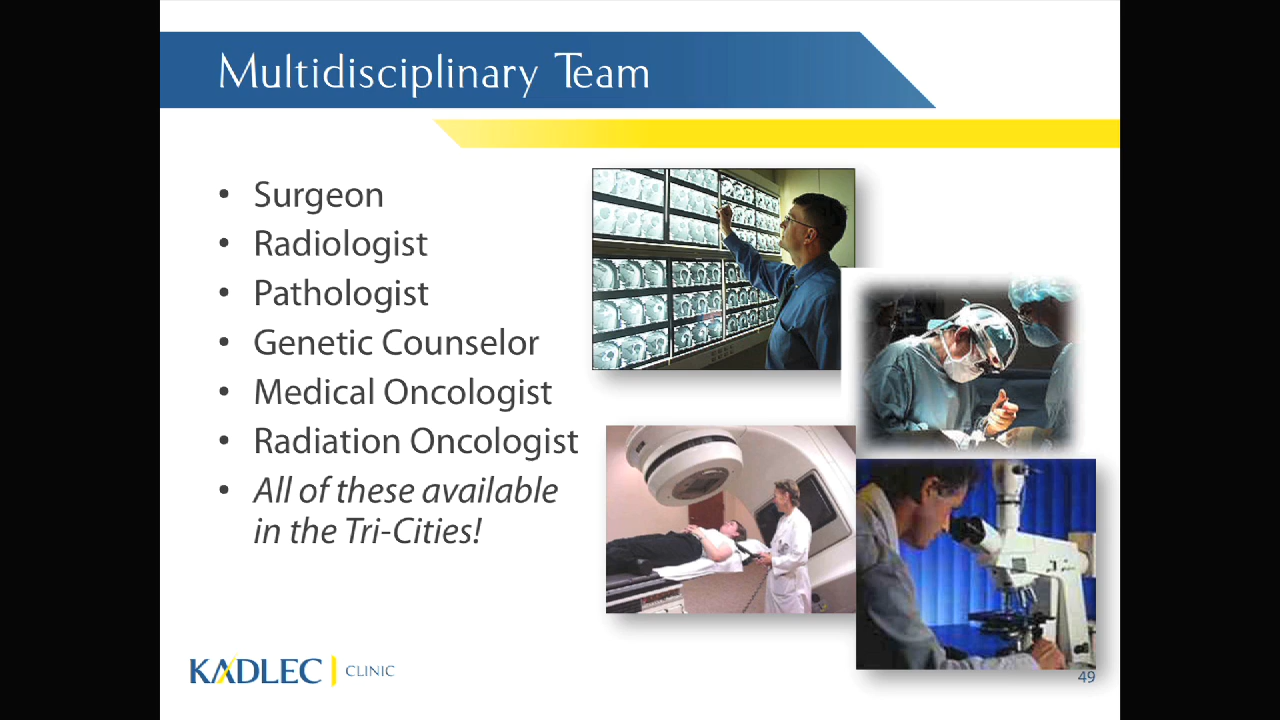 Multidisciplinary Team
• Surgeon
• Radiologist
• Pathologist
• Genetic Counselor
• Medical Oncologist
• Radiation Oncologist
• All of these available
in the Tri-Cities!
KADLEC | CLINIC
49